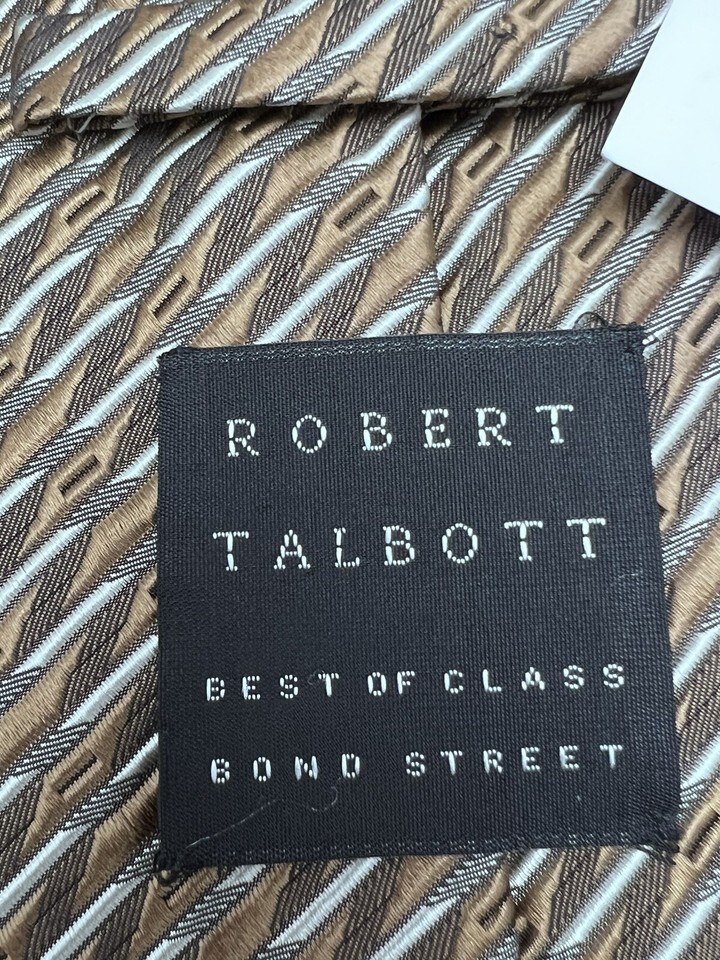 ROBERT
TALBOTT
BEST OF CLASS
BOND STREET